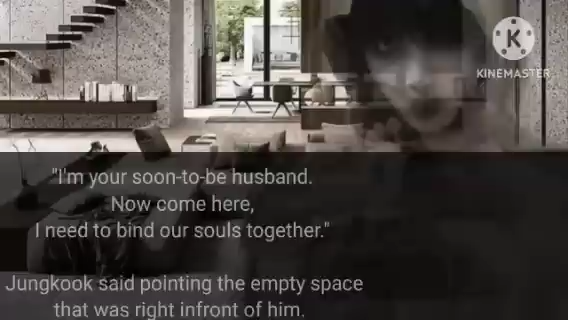 K
KINEMASTER
"I'm your soon-to-be husband.
Now come here,
I need to bind our souls together."
Jungkook said pointing the empty space
that was right infront of him.